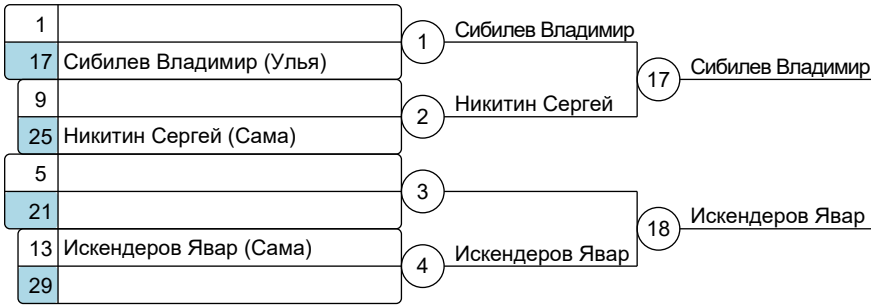 1
17 Сибилев Владимир (Улья)
9
25 Никитин Сергей (Сама)
5
21
13 Искендеров Явар (Сама)
29
1 Сибилев Владимир
2 Никитин Сергей
3
4 Искендеров Явар
17 Сибилев Владимир
18 Искендеров Явар